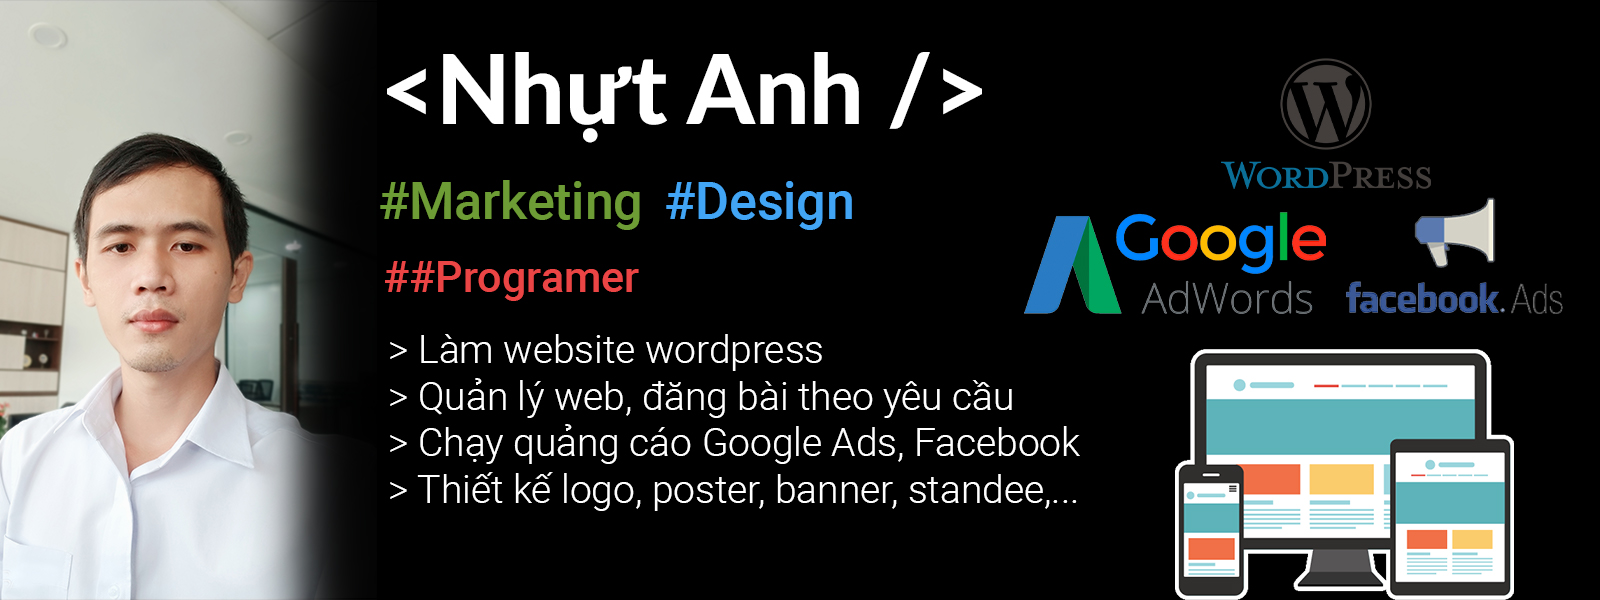 <Nhựt Anh />
#Marketing #Design
##Programer
> Làm website wordpress
> Quản lý web, đăng bài theo yêu cầu
> Chạy quảng cáo Google Ads, Facebook
> Thiết kế logo, poster, banner, standee,...
W
WORDPRESS
Google
AdWords
facebook.Ads